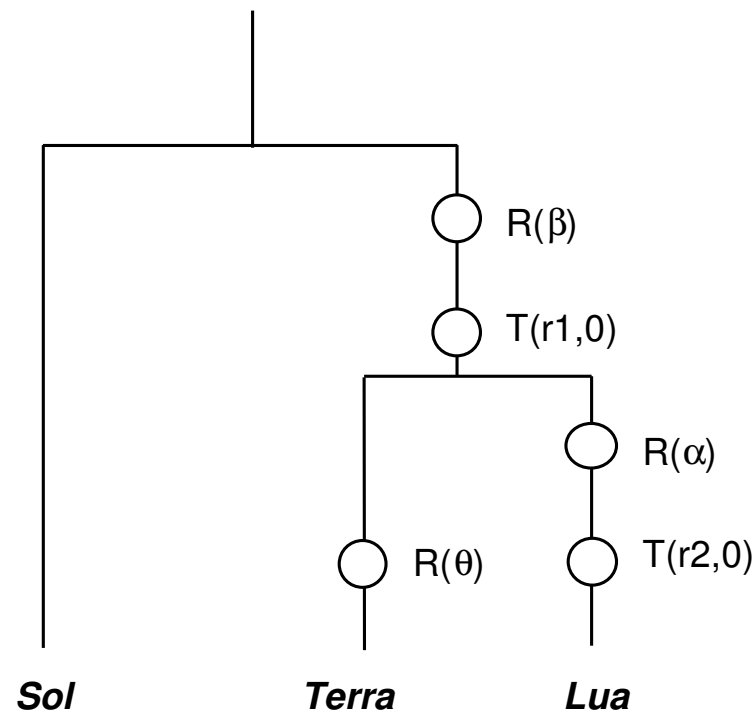 R(β)
T(r1,0)
R(α)
R(θ)
T(r2,0)
Sol
Terra
Lua